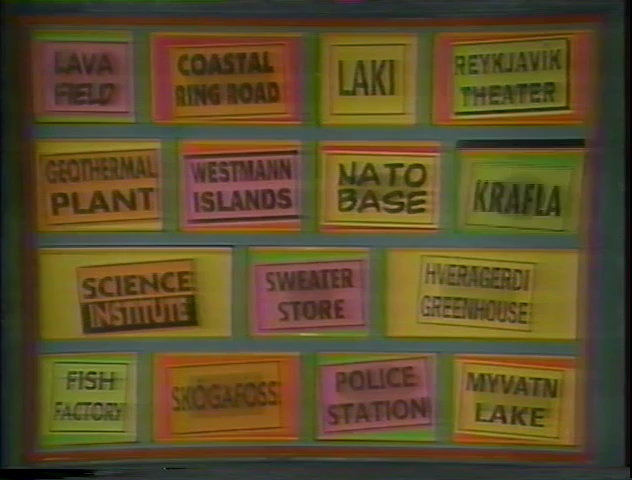 LAVA
FIELD
COASTAL
RING ROAD
LAKI
REYKJAVIK
THEATER
GEOTHERMAL
PLANT
WESTMANN
ISLANDS
NATO
BASE
KRAFLA
SCIENCE
INSTITUTE
SWEATER
STORE
HVERAGERDI
GREENHOUSE
FISH
FACTORY
SKÓGAFOSS
POLICE
STATION
MYVATN
LAKE